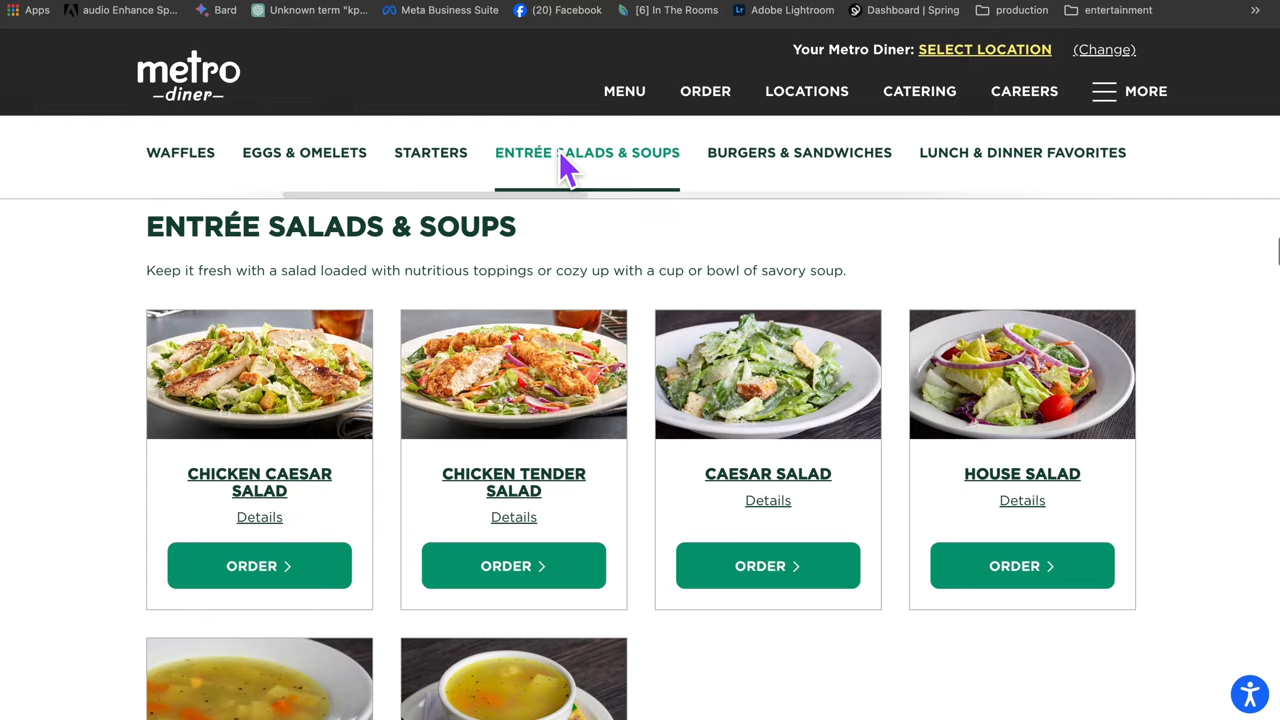 Apps
audio Enhance Sp...
Bard
Unknown term "kp...
Meta Business Suite
(20) Facebook
[6] In The Rooms
Lr
Adobe Lightroom
Dashboard | Spring
production
entertainment
metro
diner
Your Metro Diner: SELECT LOCATION (Change)
MENU
ORDER
LOCATIONS
CATERING
CAREERS
MORE
WAFFLES
EGGS & OMELETS
STARTERS
ENTRÉE SALADS & SOUPS
BURGERS & SANDWICHES
LUNCH & DINNER FAVORITES
ENTRÉE SALADS & SOUPS
Keep it fresh with a salad loaded with nutritious toppings or cozy up with a cup or bowl of savory soup.
CHICKEN CAESAR
SALAD
Details
ORDER
CHICKEN TENDER
SALAD
Details
ORDER
CAESAR SALAD
Details
ORDER
HOUSE SALAD
Details
ORDER